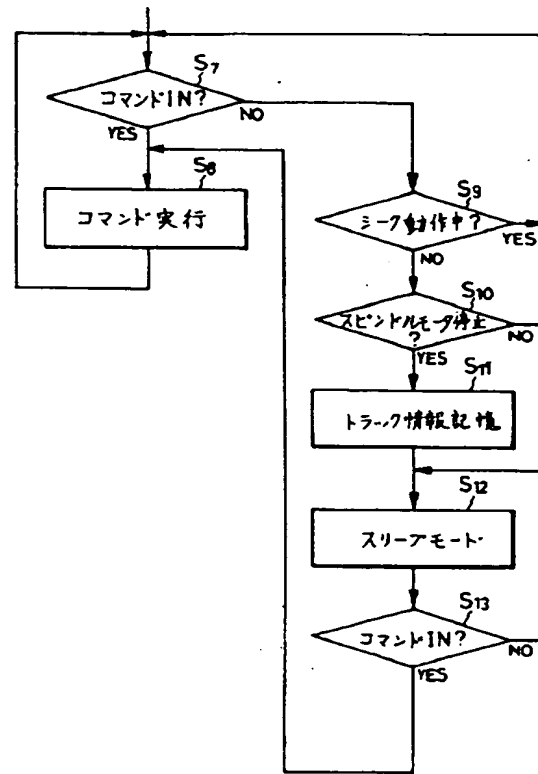 S7
コマンドIN?
NO
YES
S8
コマンド実行
S9
シーク動作中?
YES
NO
S10
スピンドルモータ停止
?
NO
YES
S11
トラック情報記憶
S12
スリープモード
S13
コマンドIN?
NO
YES